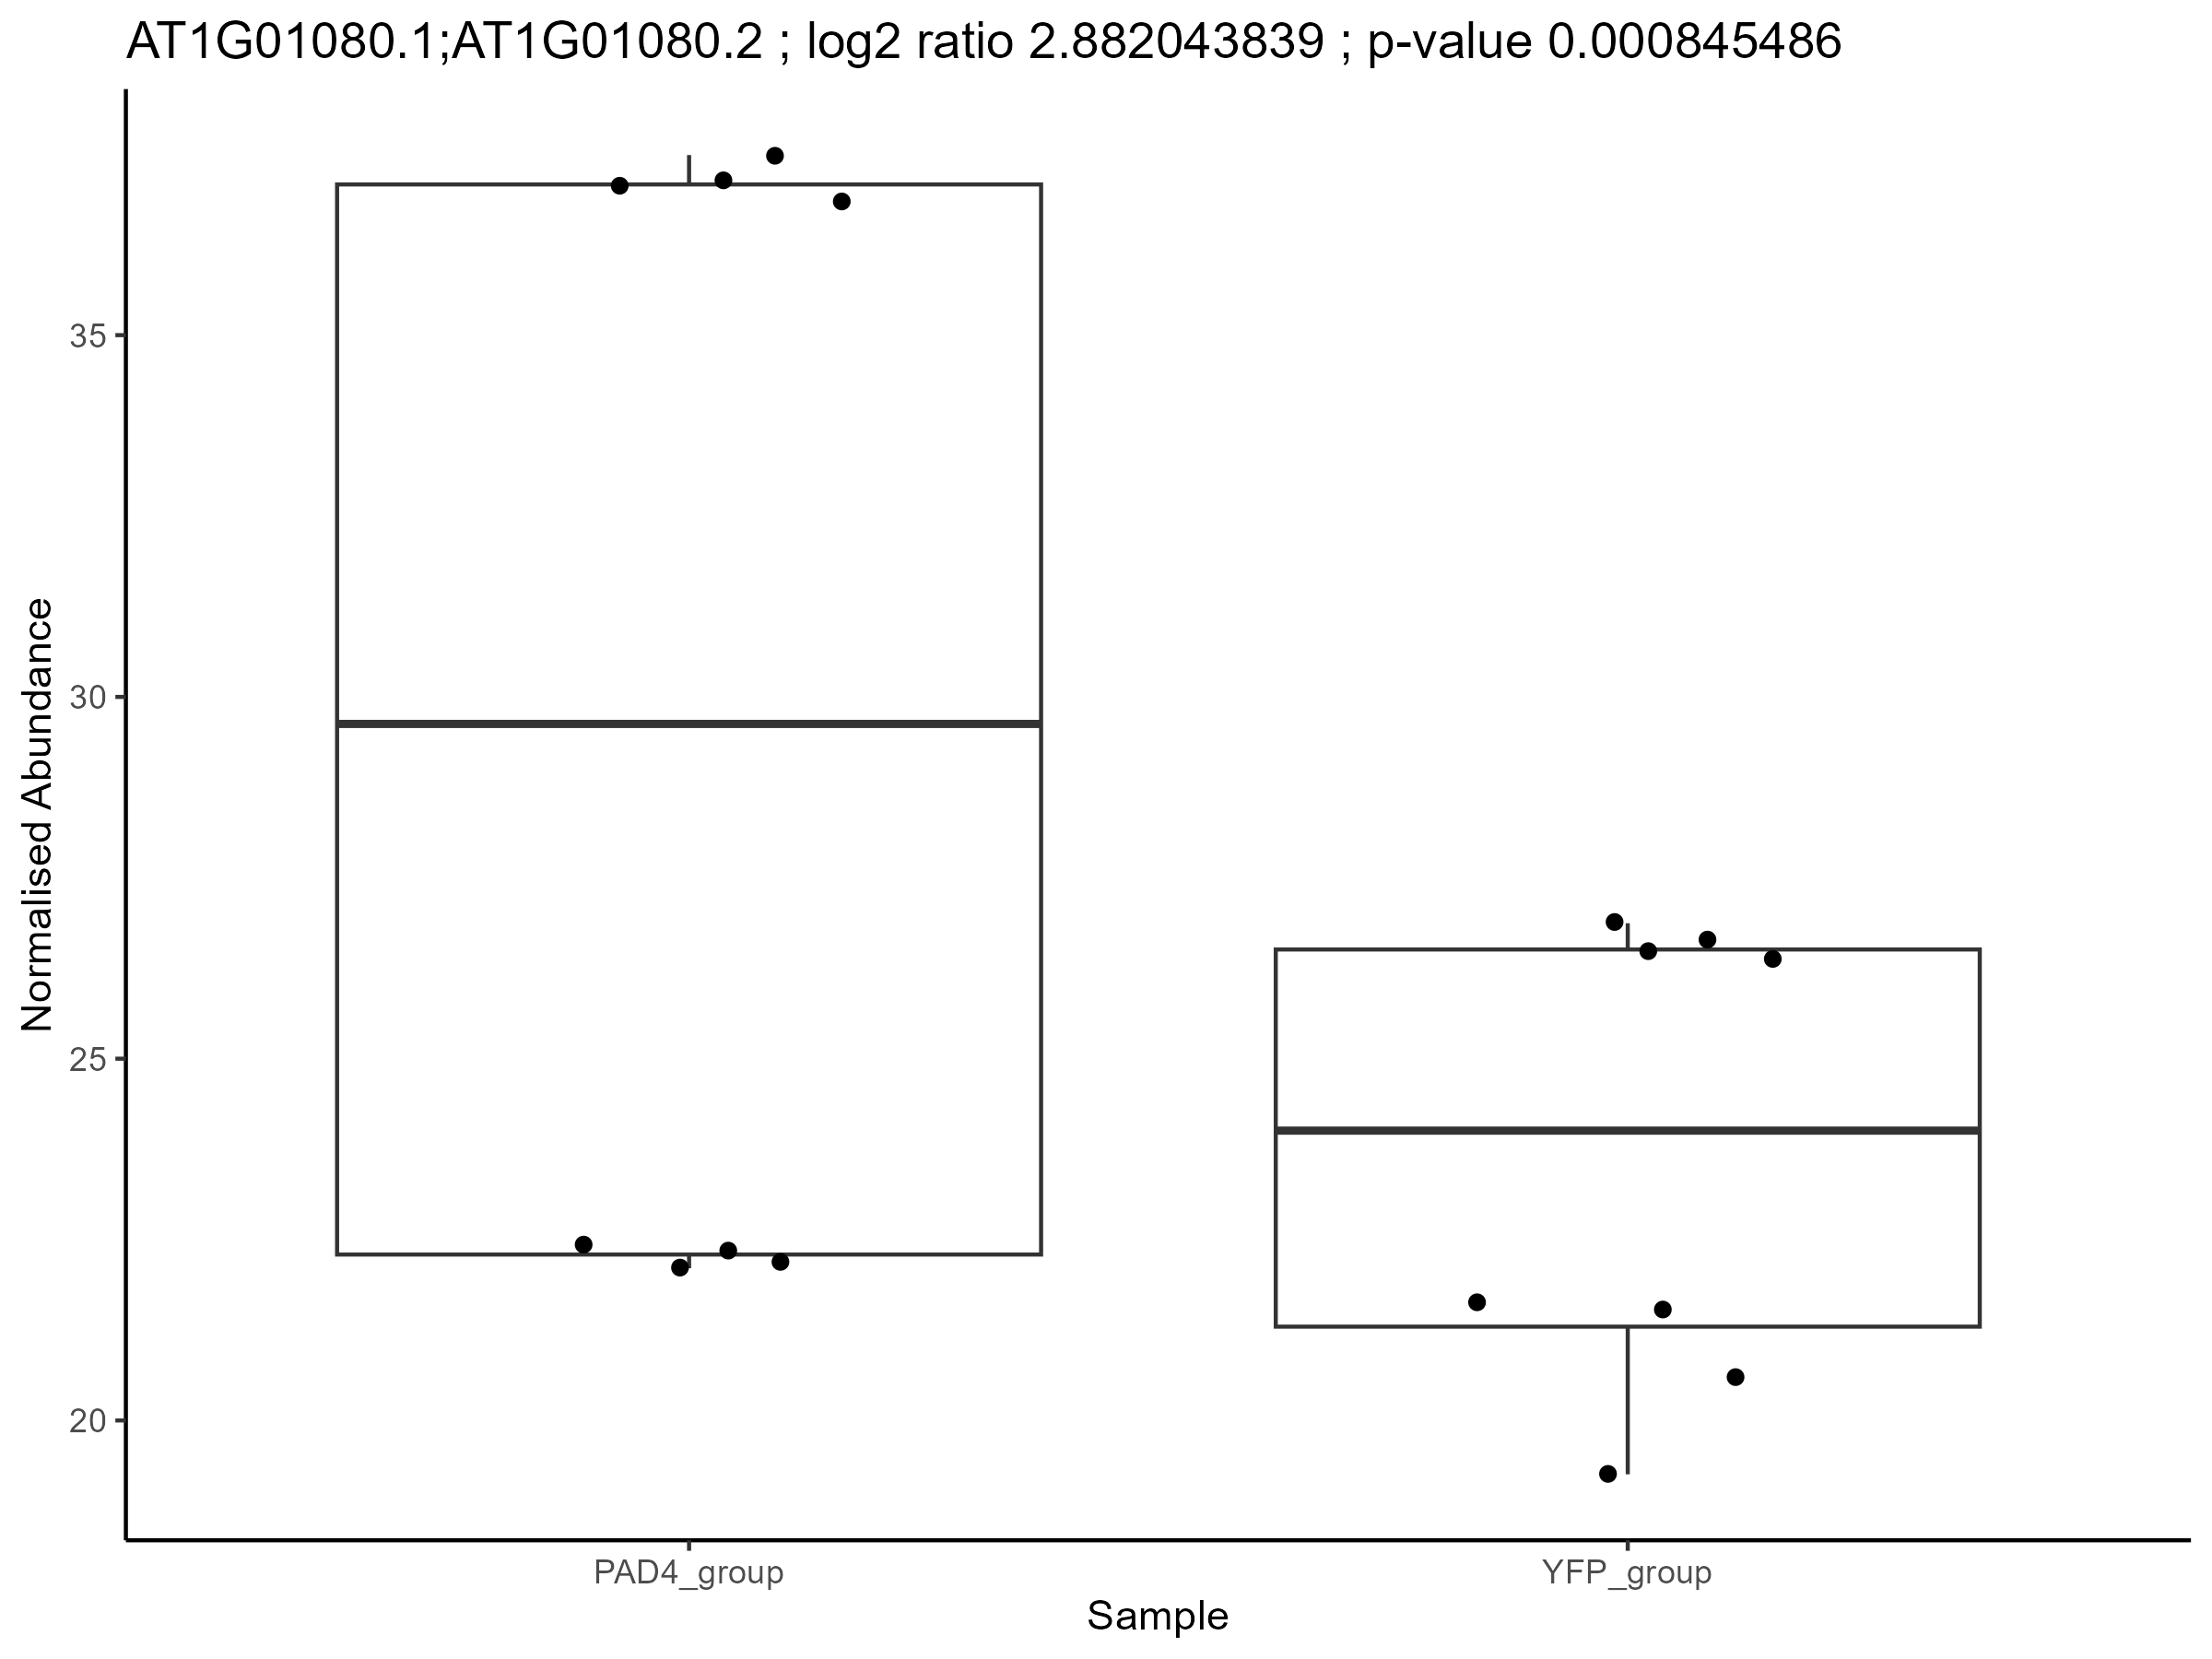 AT1G01080.1;AT1G01080.2 ; log2 ratio 2.882043839 ; p-value 0.000845486
Normalised Abundance
35
30
25
20
PAD4_group
YFP_group
Sample